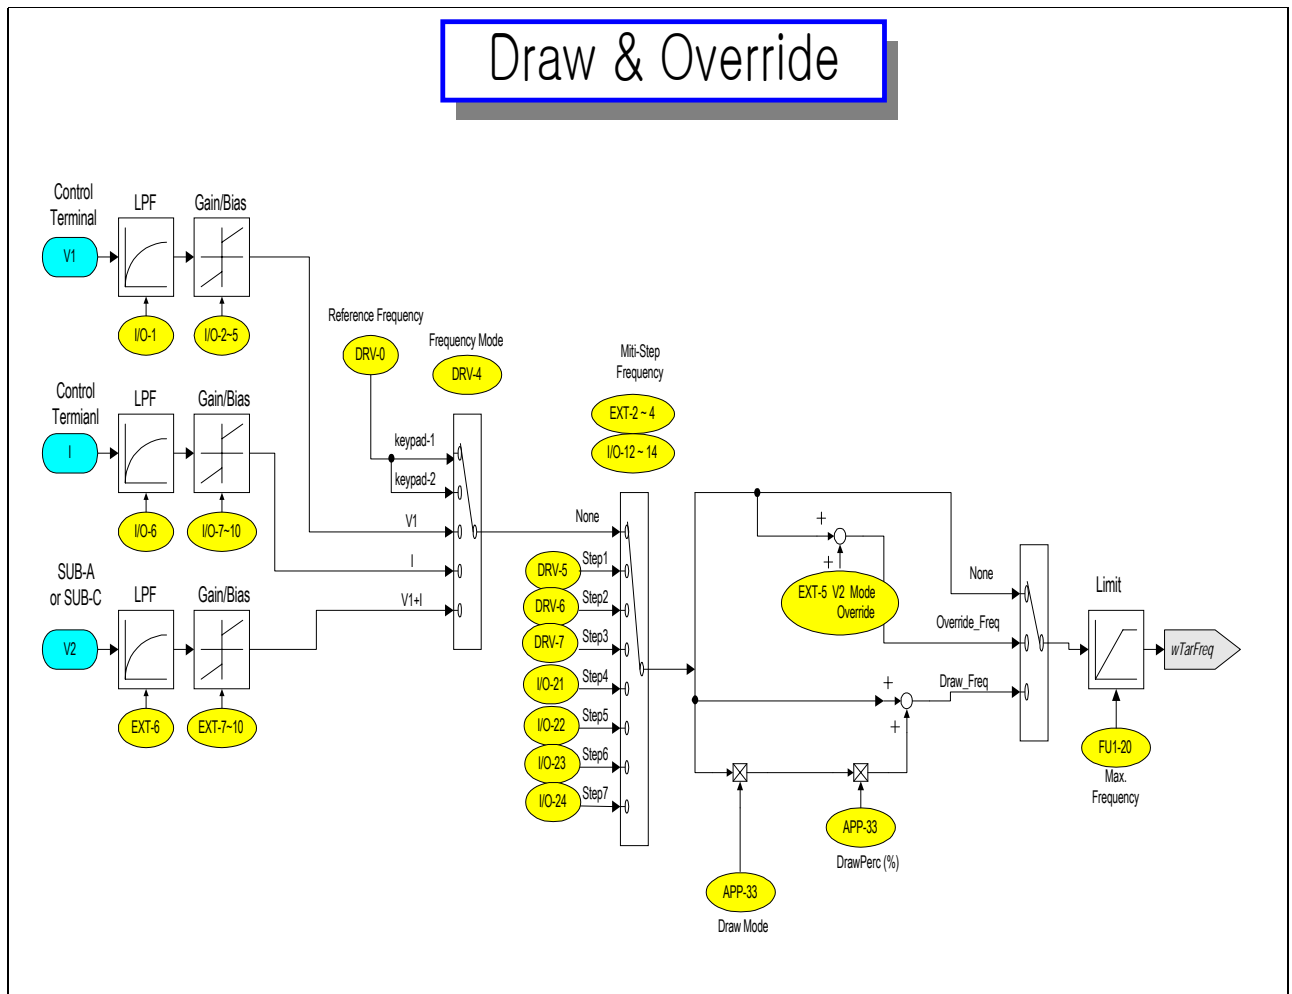 Draw & Override
Control
Terminal
LPF
Gain/Bias
V1
I/O-1
I/O-2~5
Reference Frequency
DRV-0
Frequency Mode
DRV-4
Miti-Step
Frequency
EXT-2 ~ 4
I/O-12 ~ 14
Control
Termianl
LPF
Gain/Bias
I
I/O-6
I/O-7~10
keypad-1
keypad-2
V1
I
V1+I
SUB-A
or SUB-C
LPF
Gain/Bias
V2
EXT-6
EXT-7~10
None
DRV-5
Step1
DRV-6
Step2
DRV-7
Step3
I/O-21
Step4
I/O-22
Step5
I/O-23
Step6
I/O-24
Step7
+
+
EXT-5 V2 Mode
Override
None
Override_Freq
Draw_Freq
+
+
Limit
wTarFreq
FU1-20
Max.
Frequency
APP-33
DrawPerc (%)
APP-33
Draw Mode